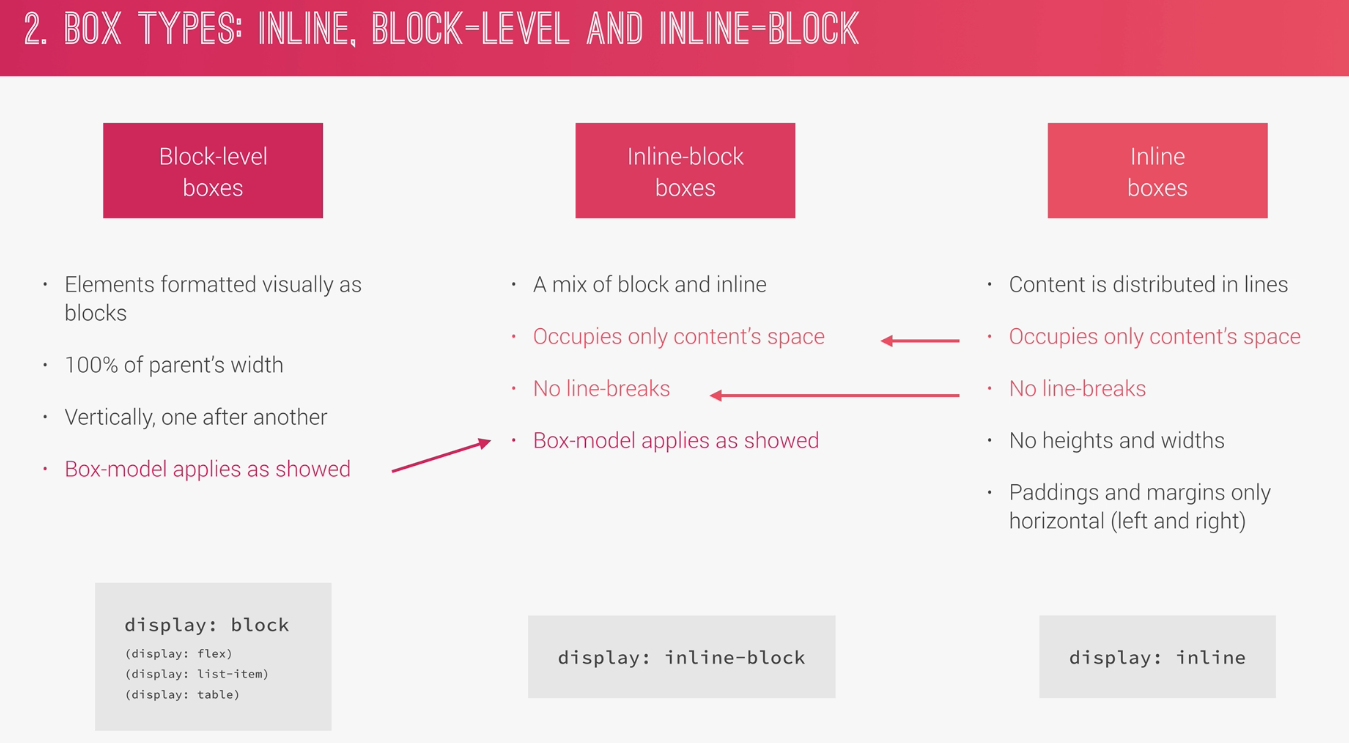 2. BOX TYPES: INLINE, BLOCK-LEVEL AND INLINE-BLOCK
Block-level
boxes
• Elements formatted visually as
blocks
• 100% of parent's width
• Vertically, one after another
• Box-model applies as showed
display: block
(display: flex)
(display: list-item)
(display: table)
Inline-block
boxes
• A mix of block and inline
• Occupies only content's space
• No line-breaks
• Box-model applies as showed
display: inline-block
Inline
boxes
• Content is distributed in lines
• Occupies only content's space
• No line-breaks
• No heights and widths
• Paddings and margins only
horizontal (left and right)
display: inline